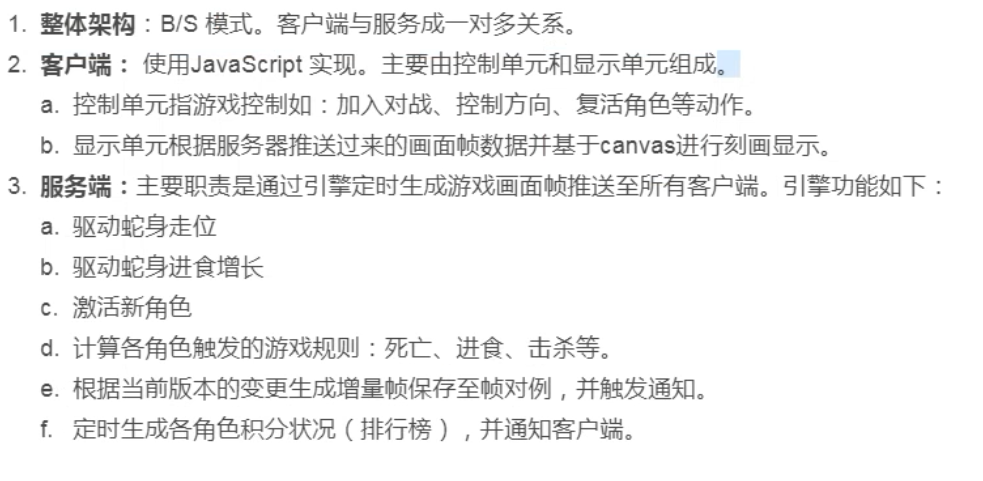 1. 整体架构：B/S 模式。客户端与服务成一对多关系。
2. 客户端： 使用JavaScript 实现。主要由控制单元和显示单元组成。
a. 控制单元指游戏控制如：加入对战、控制方向、复活角色等动作。
b. 显示单元根据服务器推送过来的画面帧数据并基于canvas进行刻画显示。
3. 服务端：主要职责是通过引擎定时生成游戏画面帧推送至所有客户端。引擎功能如下：
a. 驱动蛇身走位
b. 驱动蛇身进食增长
c. 激活新角色
d. 计算各角色触发的游戏规则：死亡、进食、击杀等。
e. 根据当前版本的变更生成增量帧保存至帧对例，并触发通知。
f. 定时生成各角色积分状况（排行榜），并通知客户端。